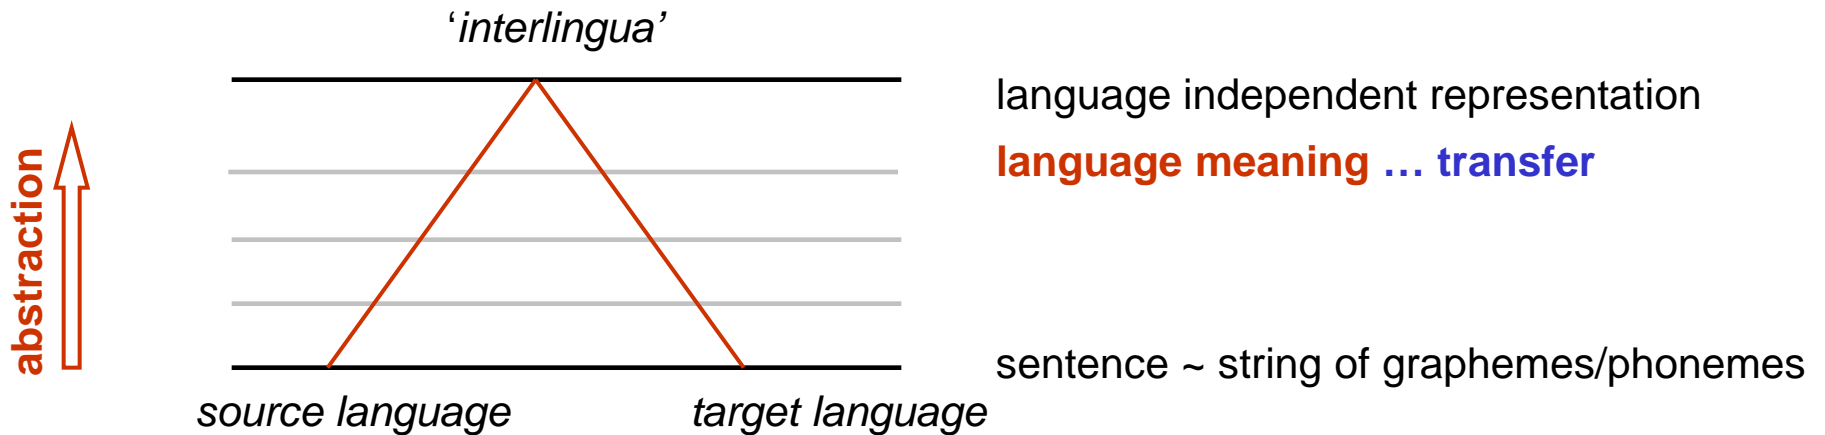 ‘interlingua’
language independent representation
language meaning … transfer
abstraction
sentence ~ string of graphemes/phonemes
source language
target language